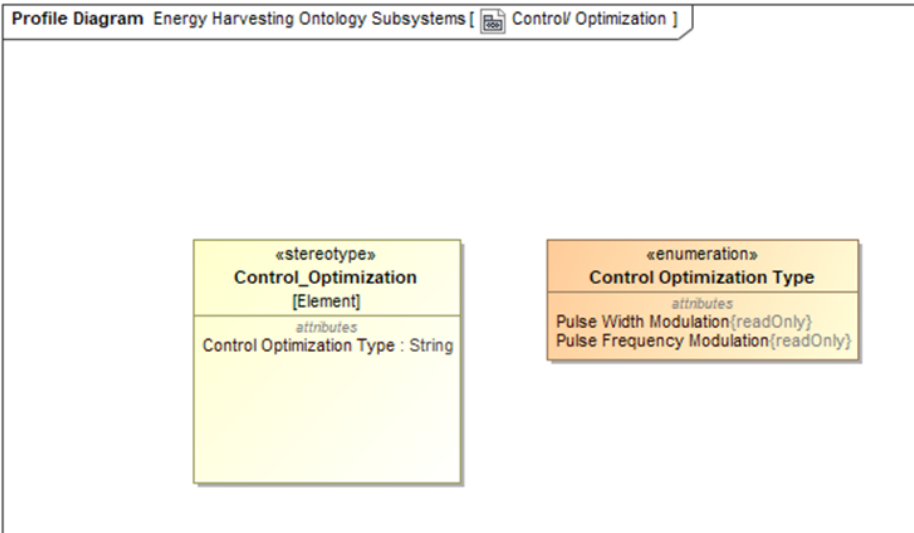 Profile Diagram Energy Harvesting Ontology Subsystems [ Control/ Optimization ]
«stereotype»
Control_Optimization
[Element]
attributes
Control Optimization Type : String
«enumeration»
Control Optimization Type
attributes
Pulse Width Modulation{readOnly}
Pulse Frequency Modulation{readOnly}